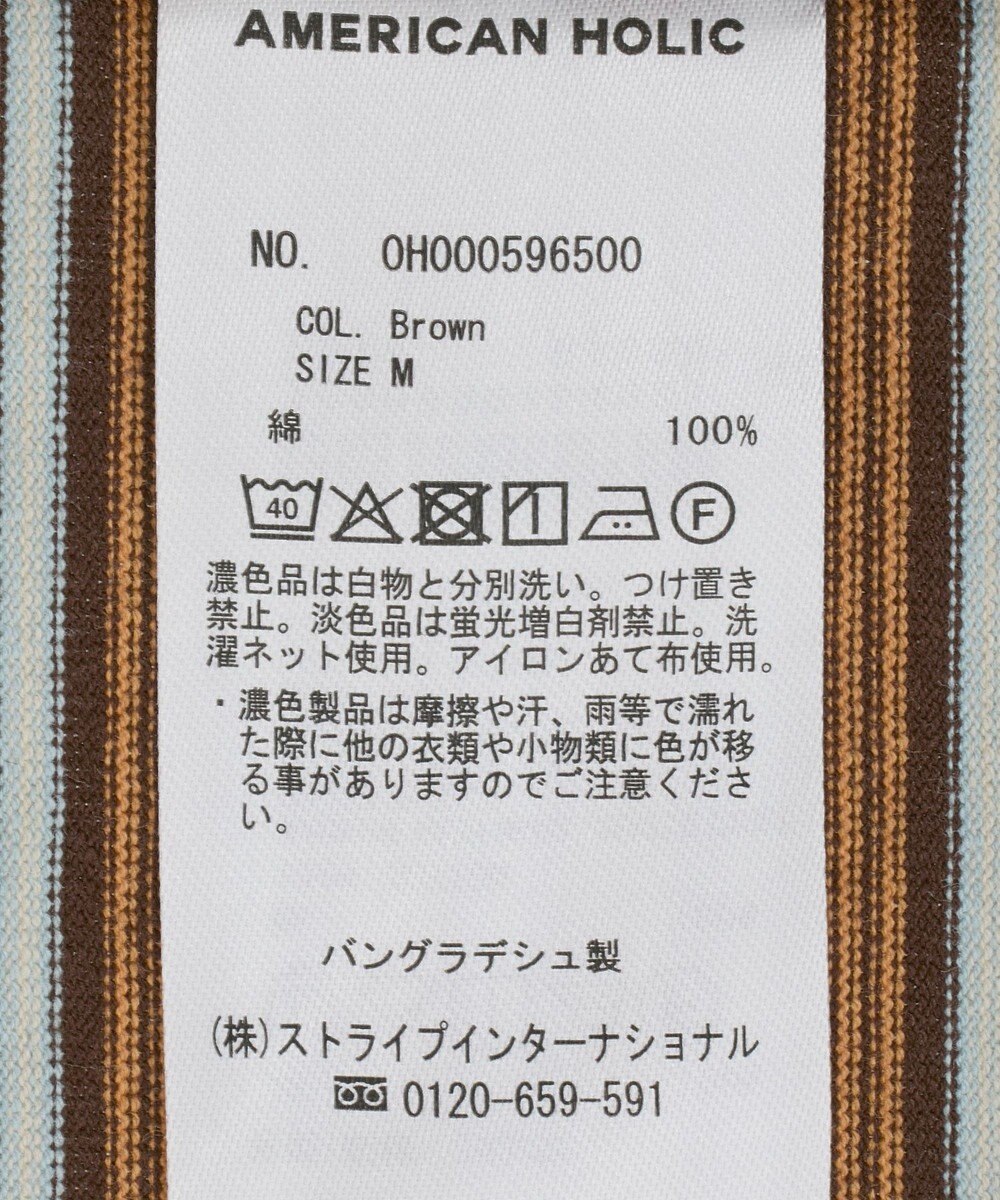 AMERICAN HOLIC
NO. 0H000596500
COL. Brown
SIZE M
綿 100%
40 F
濃色品は白物と分別洗い。つけ置き
禁止。淡色品は蛍光増白剤禁止。洗
濯ネット使用。アイロンあて布使用。
・濃色製品は摩擦や汗、雨等で濡れ
た際に他の衣類や小物類に色が移
る事がありますのでご注意くださ
い。
バングラデシュ製
(株)ストライプインターナショナル
0120-659-591